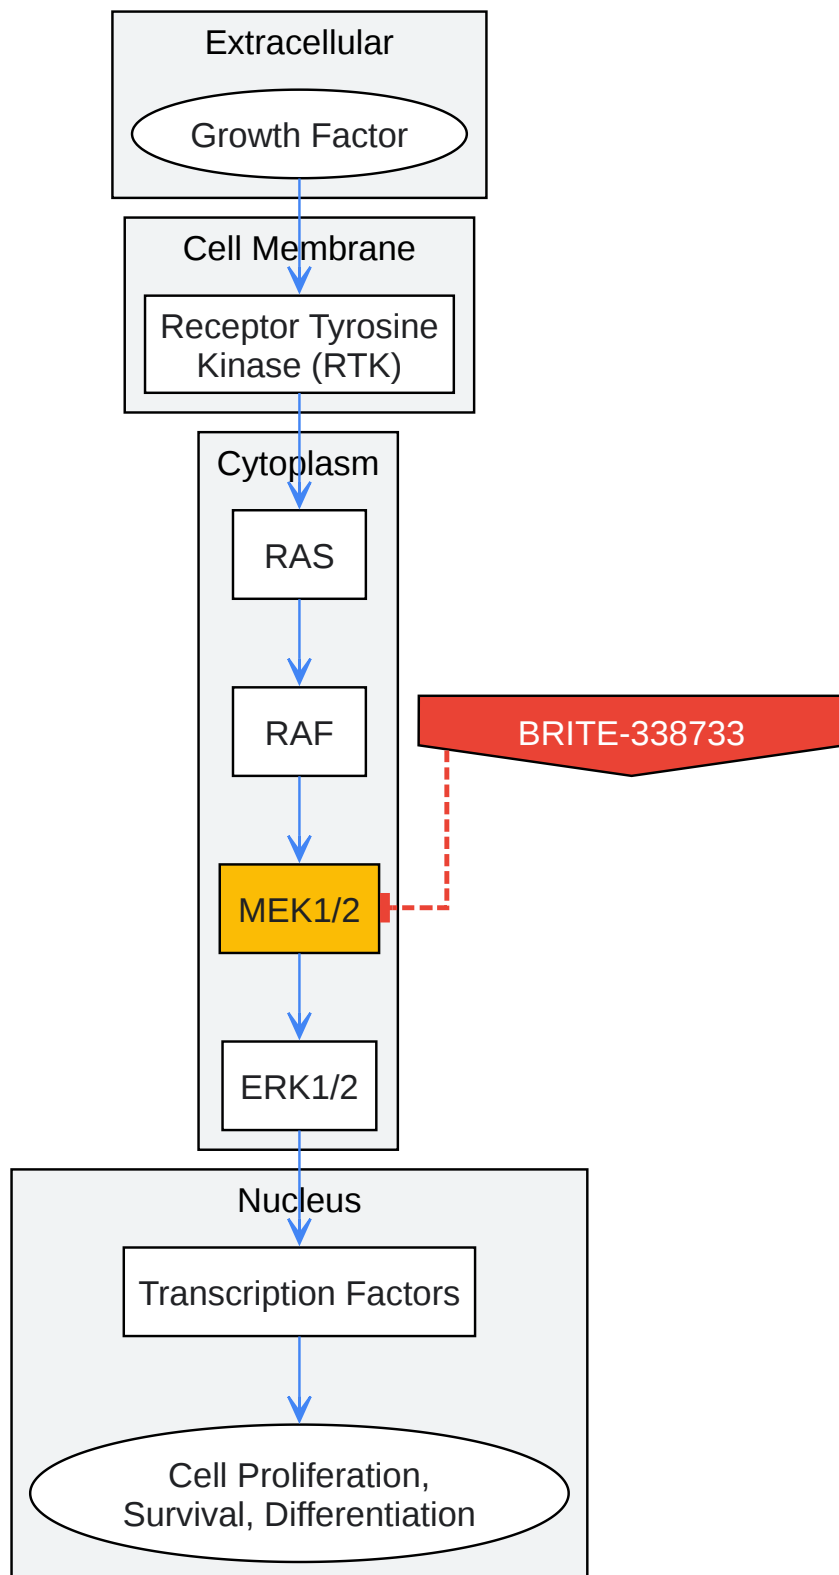 Extracellular
Growth Factor
Cell Membrane
Receptor Tyrosine
Kinase (RTK)
Cytoplasm
RAS
RAF
BRITE-338733
MEK1/2
ERK1/2
Nucleus
Transcription Factors
Cell Proliferation,
Survival, Differentiation